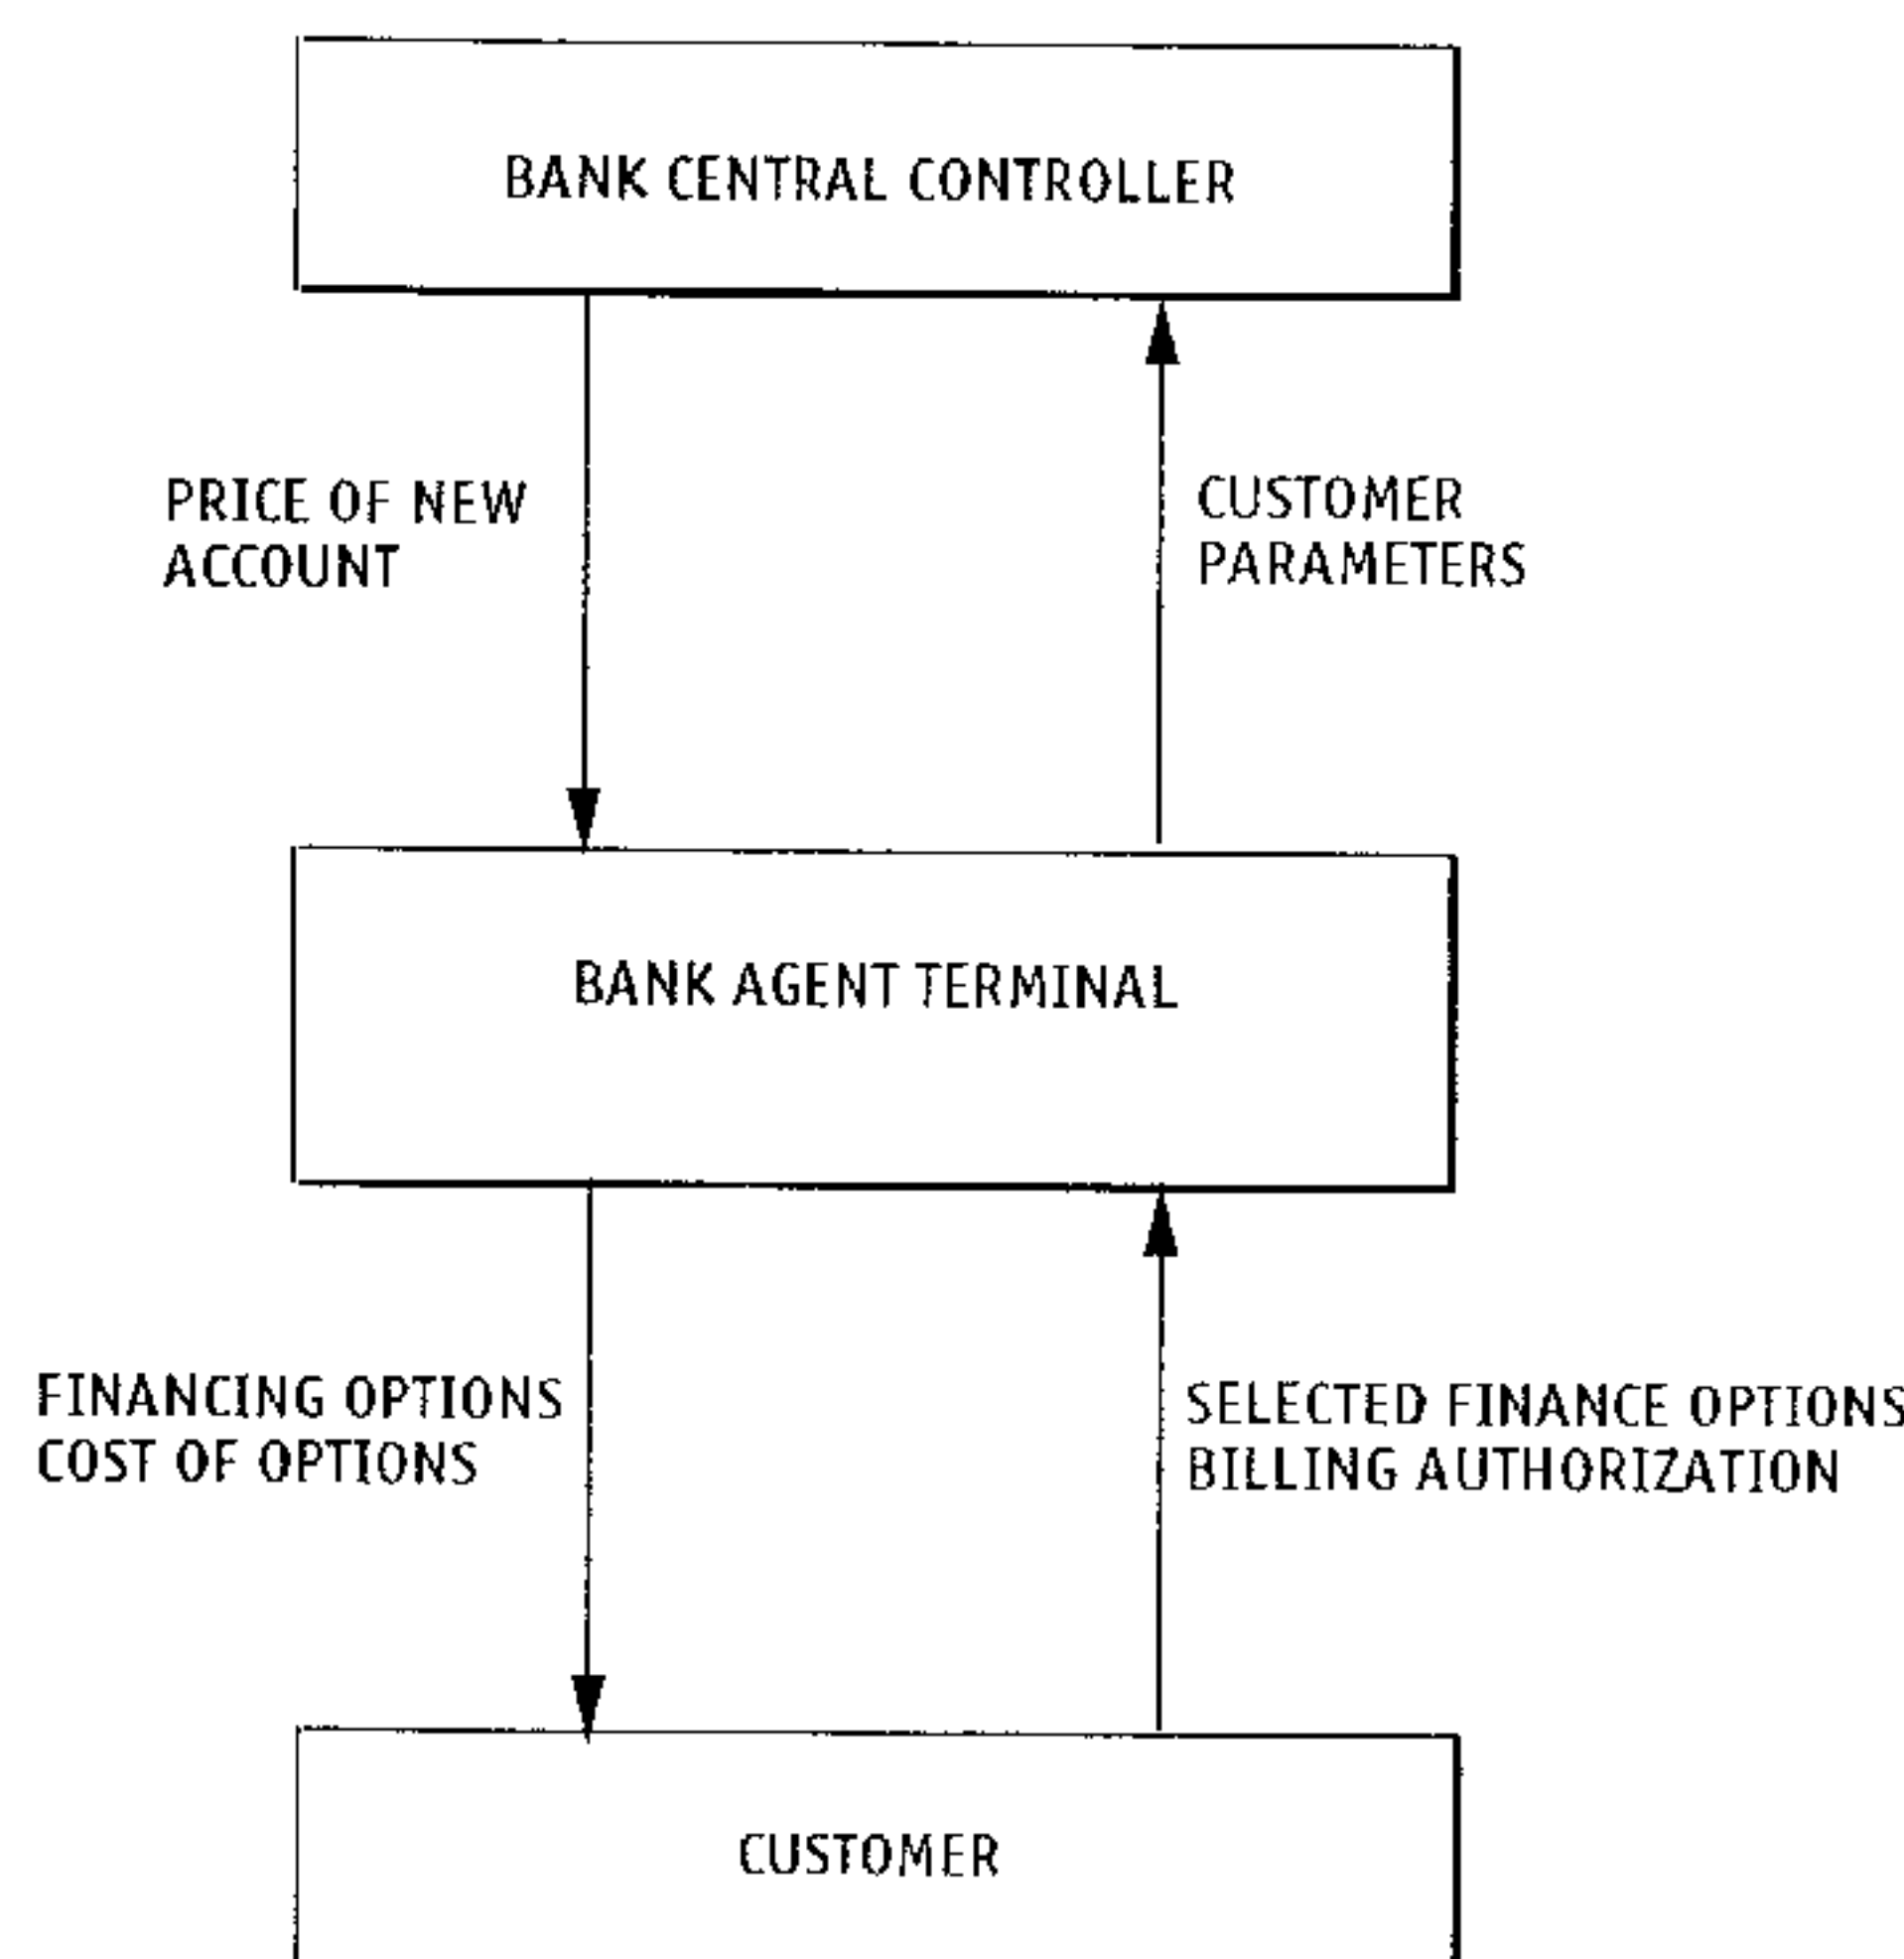 BANK CENTRAL CONTROLLER
PRICE OF NEW
ACCOUNT
CUSTOMER
PARAMETERS
BANK AGENT TERMINAL
FINANCING OPTIONS
COST OF OPTIONS
SELECTED FINANCE OPTIONS
BILLING AUTHORIZATION
CUSTOMER